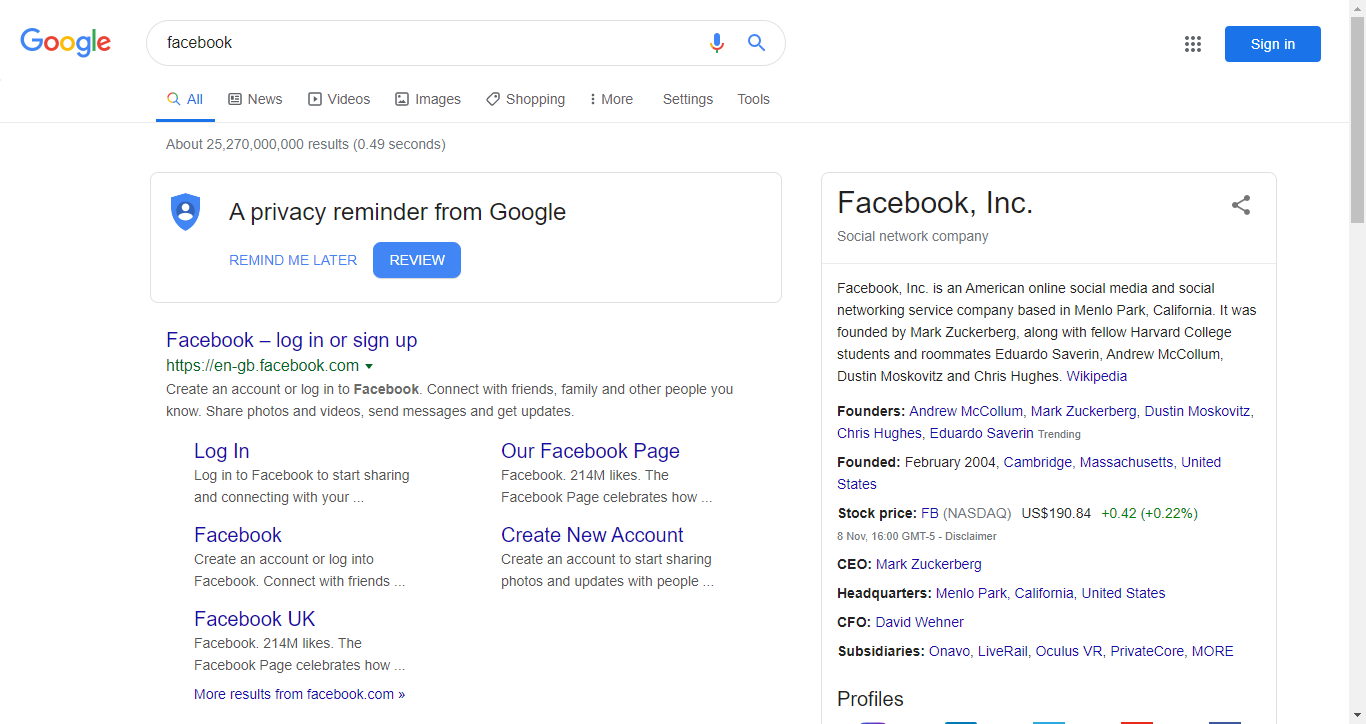 Google
facebook
Sign in
All News Videos Images Shopping More Settings Tools
About 25,270,000,000 results (0.49 seconds)
A privacy reminder from Google
REMIND ME LATER REVIEW
Facebook – log in or sign up
https://en-gb.facebook.com
Create an account or log in to Facebook. Connect with friends, family and other people you
know. Share photos and videos, send messages and get updates.
Log In
Log in to Facebook to start sharing
and connecting with your ...
Our Facebook Page
Facebook. 214M likes. The
Facebook Page celebrates how ...
Facebook
Create an account or log into
Facebook. Connect with friends ...
Create New Account
Create an account to start sharing
photos and updates with people ...
Facebook UK
Facebook. 214M likes. The
Facebook Page celebrates how ...
More results from facebook.com »
Facebook, Inc.
Social network company
Facebook, Inc. is an American online social media and social
networking service company based in Menlo Park, California. It was
founded by Mark Zuckerberg, along with fellow Harvard College
students and roommates Eduardo Saverin, Andrew McCollum,
Dustin Moskovitz and Chris Hughes. Wikipedia
Founders: Andrew McCollum, Mark Zuckerberg, Dustin Moskovitz,
Chris Hughes, Eduardo Saverin Trending
Founded: February 2004, Cambridge, Massachusetts, United
States
Stock price: FB (NASDAQ) US$190.84 +0.42 (+0.22%)
8 Nov, 16:00 GMT-5 - Disclaimer
CEO: Mark Zuckerberg
Headquarters: Menlo Park, California, United States
CFO: David Wehner
Subsidiaries: Onavo, LiveRail, Oculus VR, PrivateCore, MORE
Profiles